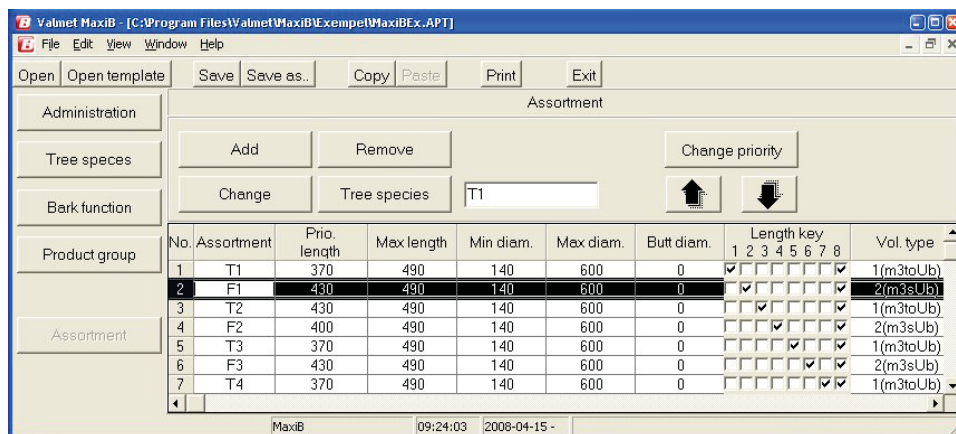 Valmet MaxiB - [C:\Program Files\Valmet\MaxiB\Exempel\MaxiBEx.APT]
File Edit View Window Help
Open Open template Save Save as.. Copy Paste Print Exit
Assortment
Administration
Tree speces
Bark function
Product group
Assortment
Add Remove Change priority
Change Tree species T1
No. Assortment Prio. length Max length Min diam. Max diam. Butt diam. Length key 1 2 3 4 5 6 7 8 Vol. type
1 T1 370 490 140 600 0 1(m3toUb)
2 F1 430 490 140 600 0 2(m3sUb)
3 T2 430 490 140 600 0 1(m3toUb)
4 F2 400 490 140 600 0 2(m3sUb)
5 T3 370 490 140 600 0 1(m3toUb)
6 F3 430 490 140 600 0 2(m3sUb)
7 T4 370 490 140 600 0 1(m3toUb)
MaxiB 09:24:03 2008-04-15 -